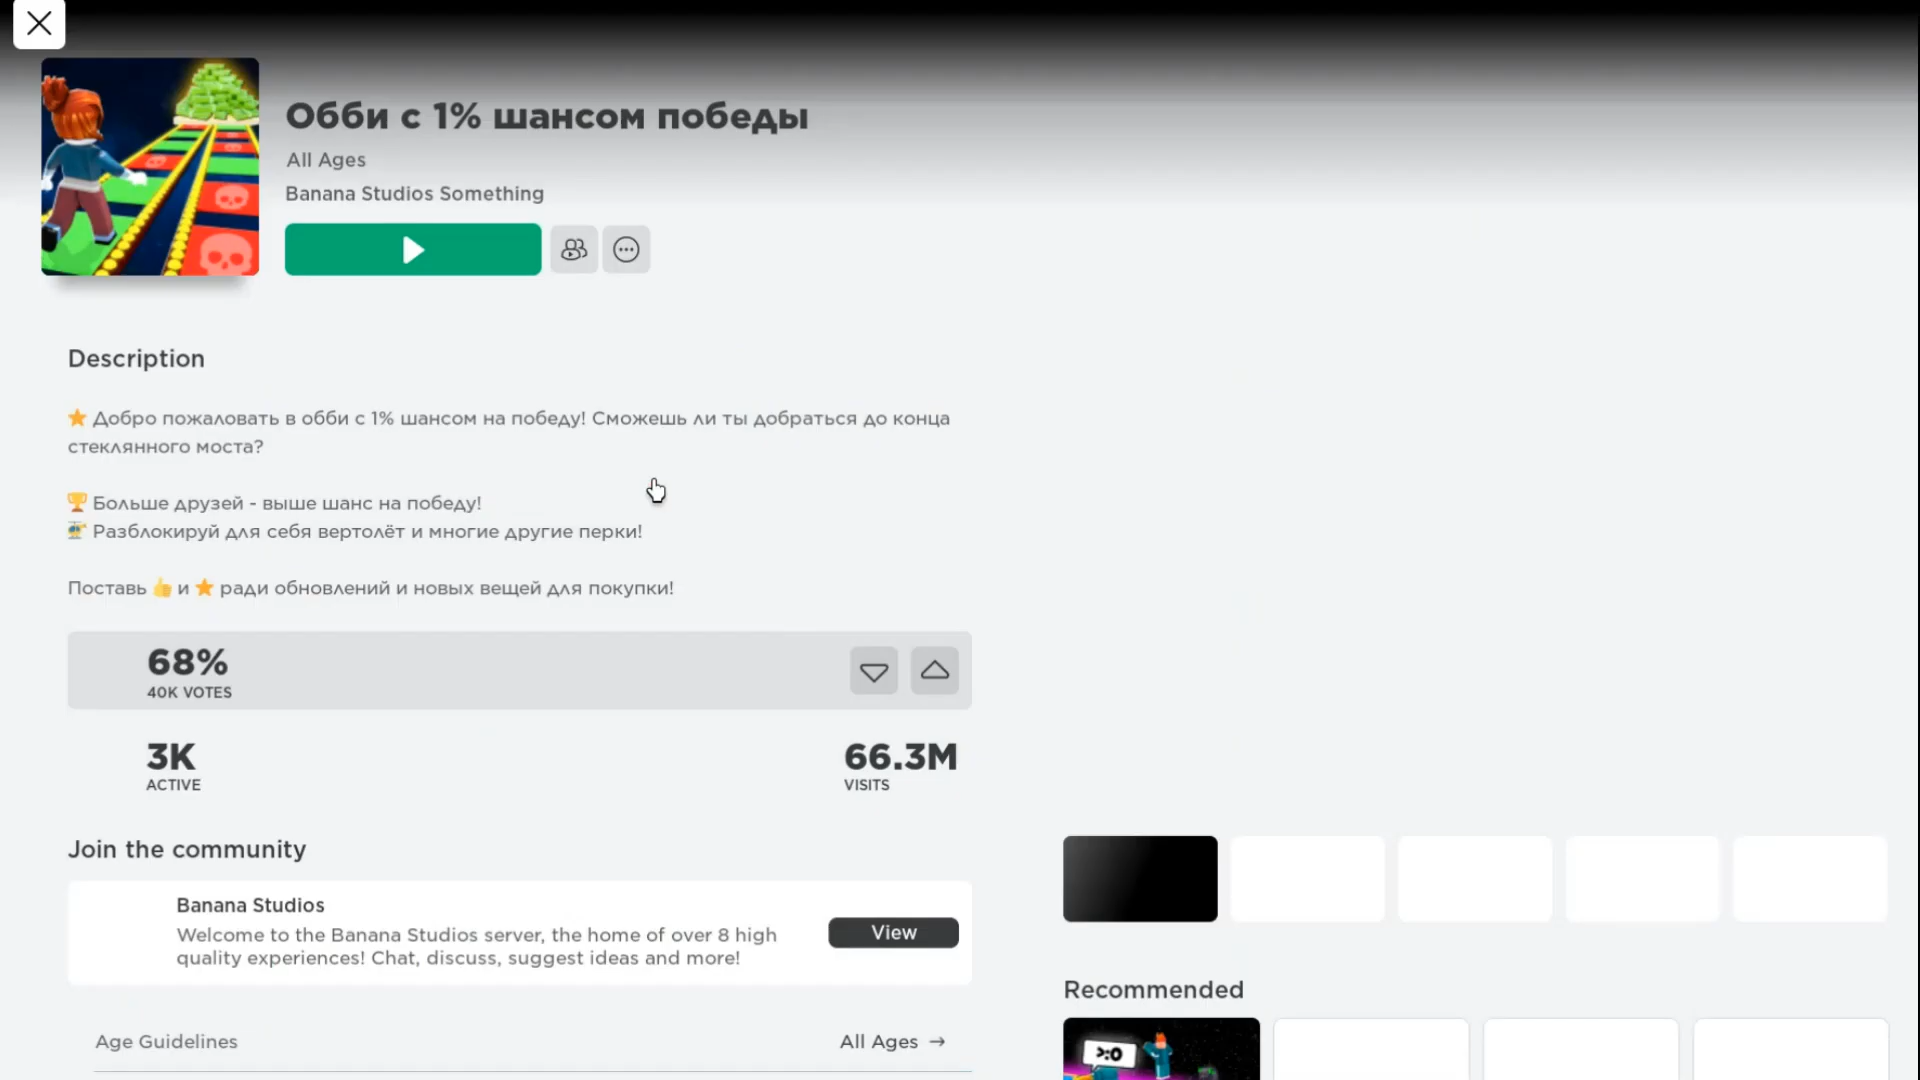 Обби с 1% шансом победы
All Ages
Banana Studios Something
Description
⭐ Добро пожаловать в обби с 1% шансом на победу! Сможешь ли ты добраться до конца
стеклянного моста?
🏆 Больше друзей - выше шанс на победу!
🚁 Разблокируй для себя вертолёт и многие другие перки!
Поставь 👍 и ⭐ ради обновлений и новых вещей для покупки!
68%
40K VOTES
3K
ACTIVE
66.3M
VISITS
Join the community
Banana Studios
Welcome to the Banana Studios server, the home of over 8 high
quality experiences! Chat, discuss, suggest ideas and more!
View
Age Guidelines
All Ages →
Recommended
>:O